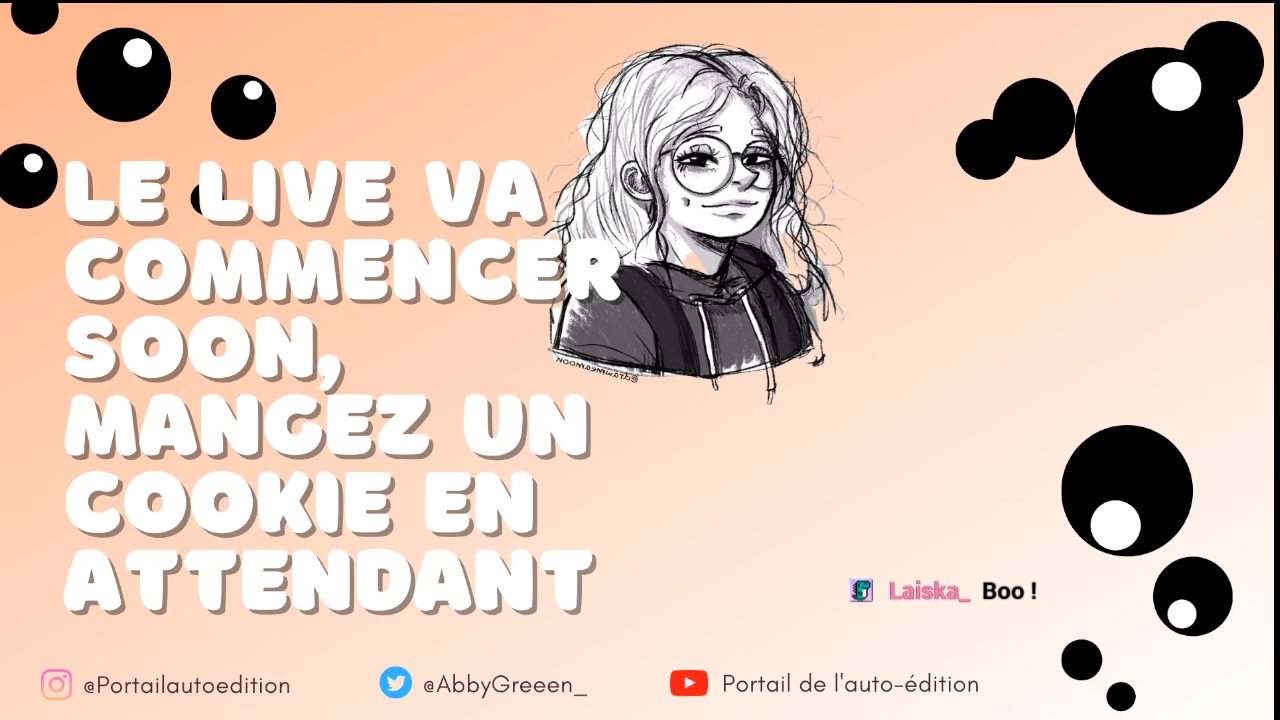 LE LIVE VA
COMMENCER
SOON,
MANGEZ UN
COOKIE EN
ATTENDANT
Laiska_ Boo !
@Portailautoedition
@AbbyGreeen_
Portail de l'auto-édition